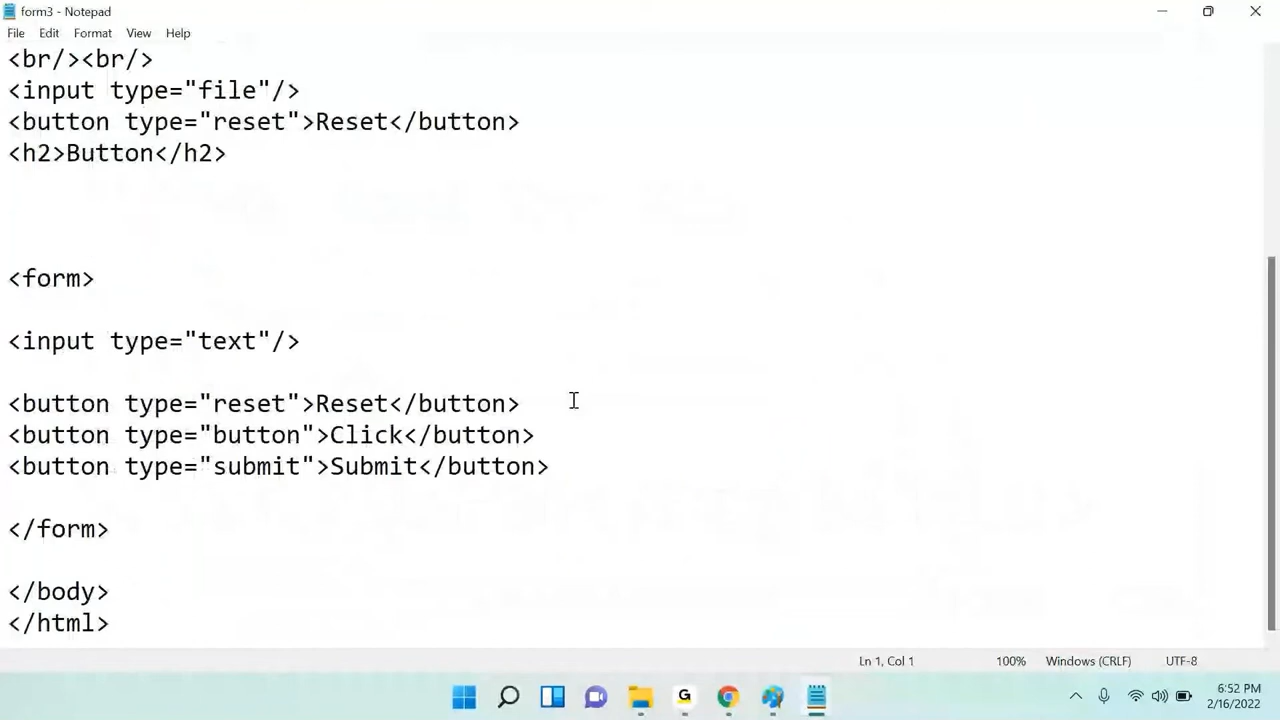 form3 - Notepad
File Edit Format View Help
<br/><br/>
<input type="file"/>
<button type="reset">Reset</button>
<h2>Button</h2>
<form>
<input type="text"/>
<button type="reset">Reset</button>
<button type="button">Click</button>
<button type="submit">Submit</button>
</form>
</body>
</html>
Ln 1, Col 1 100% Windows (CRLF) UTF-8
G
6:52 PM
2/16/2022